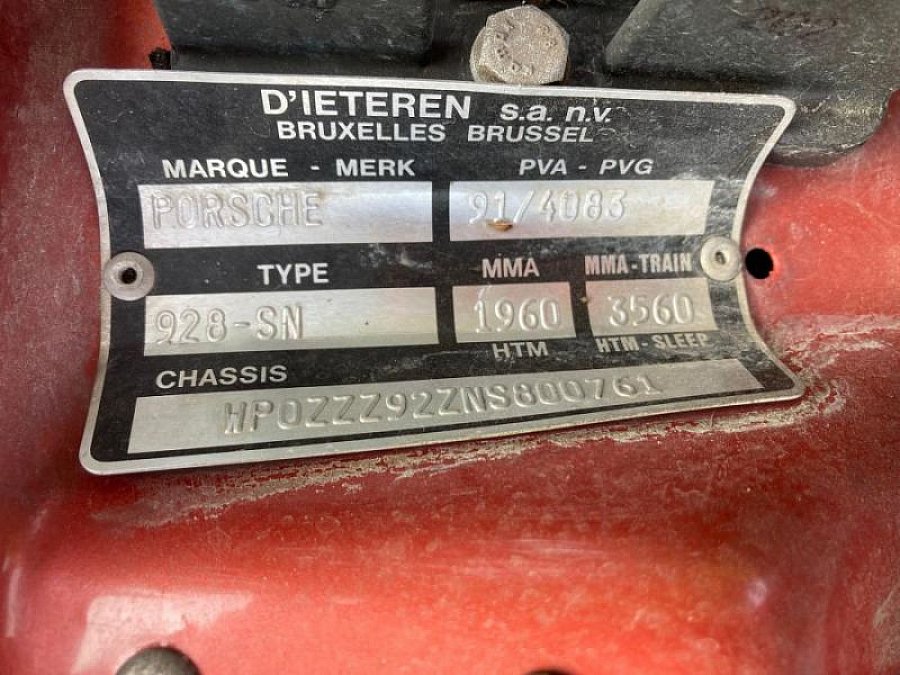 D'IETEREN s.a. n.v.
BRUXELLES BRUSSEL
MARQUE - MERK PVA - PVG
PORSCHE 91/4083
TYPE MMA MMA-TRAIN
928-SN 1960 3560
HTM HTM-SLEEP
CHASSIS
WP0ZZZ92ZNS800761